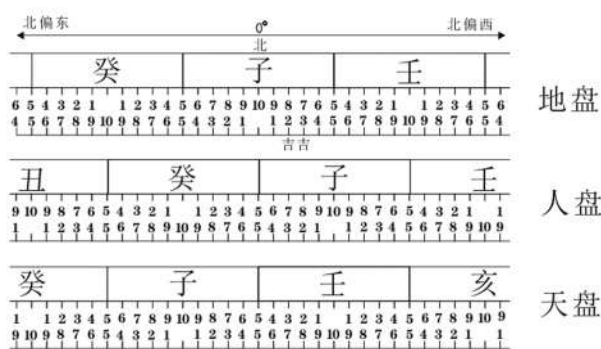 北偏东 0° 北偏西
北
癸 子 壬 地盘
6 5 4 3 2 1 1 2 3 4 5 6 7 8 9 10 9 8 7 6 5 4 3 2 1 1 2 3 4 5 6
4 5 6 7 8 9 10 9 8 7 6 5 4 3 2 1 1 2 3 4 5 6 7 8 9 10 9 8 7 6 5 4
吉吉
丑 癸 子 壬 人盘
9 10 9 8 7 6 5 4 3 2 1 1 2 3 4 5 6 7 8 9 10 9 8 7 6 5 4 3 2 1 1
1 1 2 3 4 5 6 7 8 9 10 9 8 7 6 5 4 3 2 1 1 2 3 4 5 6 7 8 9 10 9
癸 子 壬 亥 天盘
1 1 2 3 4 5 6 7 8 9 10 9 8 7 6 5 4 3 2 1 1 2 3 4 5 6 7 8 9 10 9
9 10 9 8 7 6 5 4 3 2 1 1 2 3 4 5 6 7 8 9 10 9 8 7 6 5 4 3 2 1 1